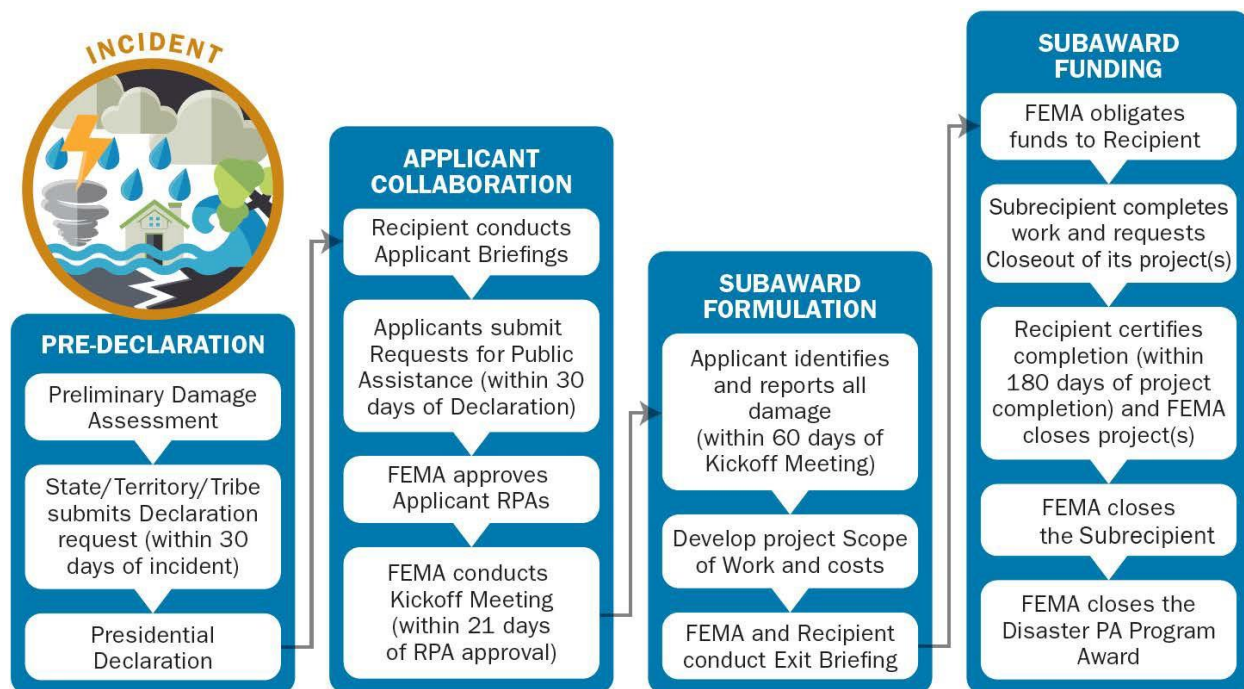 INCIDENT
PRE-DECLARATION
Preliminary Damage
Assessment
State/Territory/Tribe
submits Declaration
request (within 30
days of incident)
Presidential
Declaration
APPLICANT
COLLABORATION
Recipient conducts
Applicant Briefings
Applicants submit
Requests for Public
Assistance (within 30
days of Declaration)
FEMA approves
Applicant RPAs
FEMA conducts
Kickoff Meeting
(within 21 days
of RPA approval)
SUBAWARD
FORMULATION
Applicant identifies
and reports all
damage
(within 60 days of
Kickoff Meeting)
Develop project Scope
of Work and costs
FEMA and Recipient
conduct Exit Briefing
SUBAWARD
FUNDING
FEMA obligates
funds to Recipient
Subrecipient completes
work and requests
Closeout of its project(s)
Recipient certifies
completion (within
180 days of project
completion) and FEMA
closes project(s)
FEMA closes
the Subrecipient
FEMA closes the
Disaster PA Program
Award